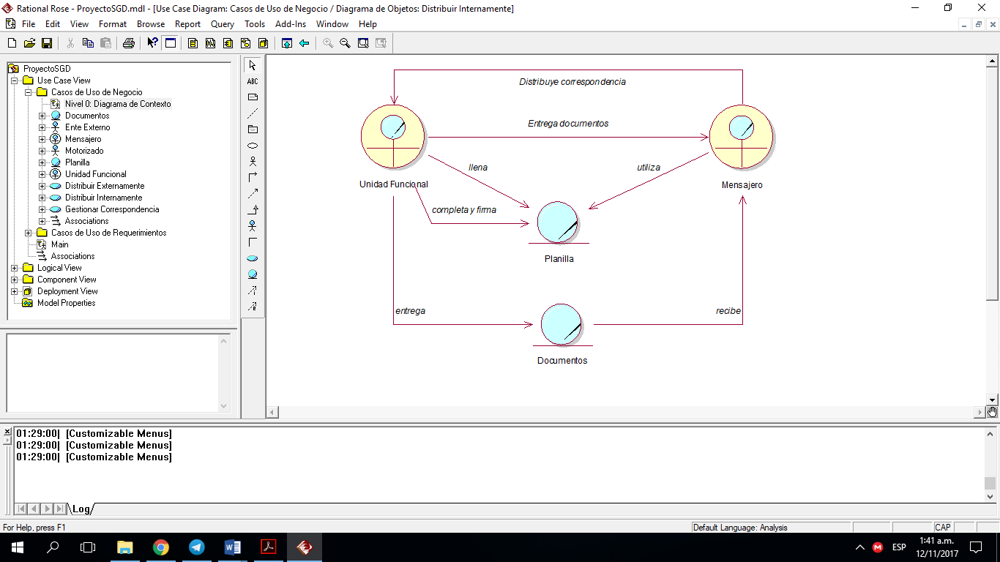 Rational Rose - ProyectoSGD.mdl - [Use Case Diagram: Casos de Uso de Negocio / Diagrama de Objetos: Distribuir Internamente]
File Edit View Format Browse Report Query Tools Add-Ins Window Help
ProyectoSGD
Use Case View
Casos de Uso de Negocio
Nivel 0: Diagrama de Contexto
Documentos
Ente Externo
Mensajero
Motorizado
Planilla
Unidad Funcional
Distribuir Externamente
Distribuir Internamente
Gestionar Correspondencia
Associations
Casos de Uso de Requerimientos
Main
Associations
Logical View
Component View
Deployment View
Model Properties
ABC
Distribuye correspondencia
Entrega documentos
llena
utiliza
Unidad Funcional
Mensajero
completa y firma
Planilla
entrega
recibe
Documentos
01:29:00| [Customizable Menus]
01:29:00| [Customizable Menus]
01:29:00| [Customizable Menus]
Log
For Help, press F1
Default Language: Analysis
CAP
ESP
1:41 a.m.
12/11/2017